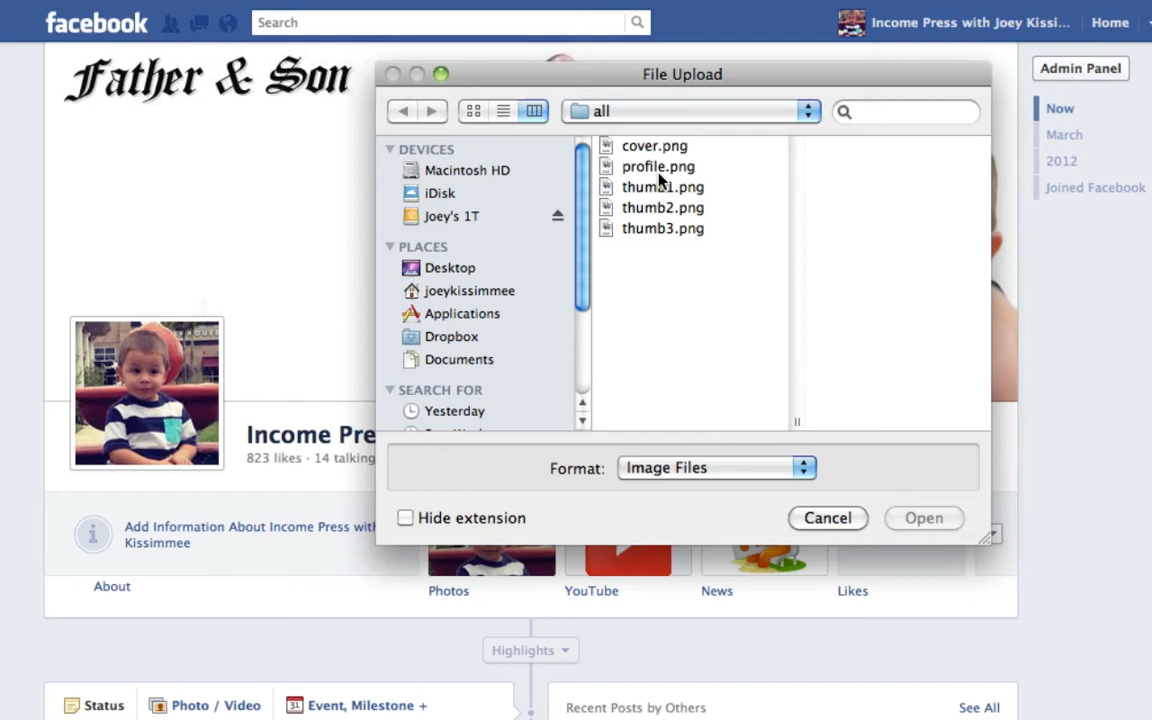 facebook
Search
Income Press with Joey Kissi...
Home
Father & Son
Admin Panel
Now
March
2012
Joined Facebook
File Upload
all
DEVICES
Macintosh HD
iDisk
Joey's 1T
PLACES
Desktop
joeykissimmee
Applications
Dropbox
Documents
SEARCH FOR
Yesterday
cover.png
profile.png
thumb1.png
thumb2.png
thumb3.png
Format: Image Files
Hide extension
Cancel
Open
Income Pre
823 likes · 14 talking
Add Information About Income Press with
Kissimmee
About
Photos
YouTube
News
Likes
Highlights
Status
Photo / Video
31
Event, Milestone +
Recent Posts by Others
See All